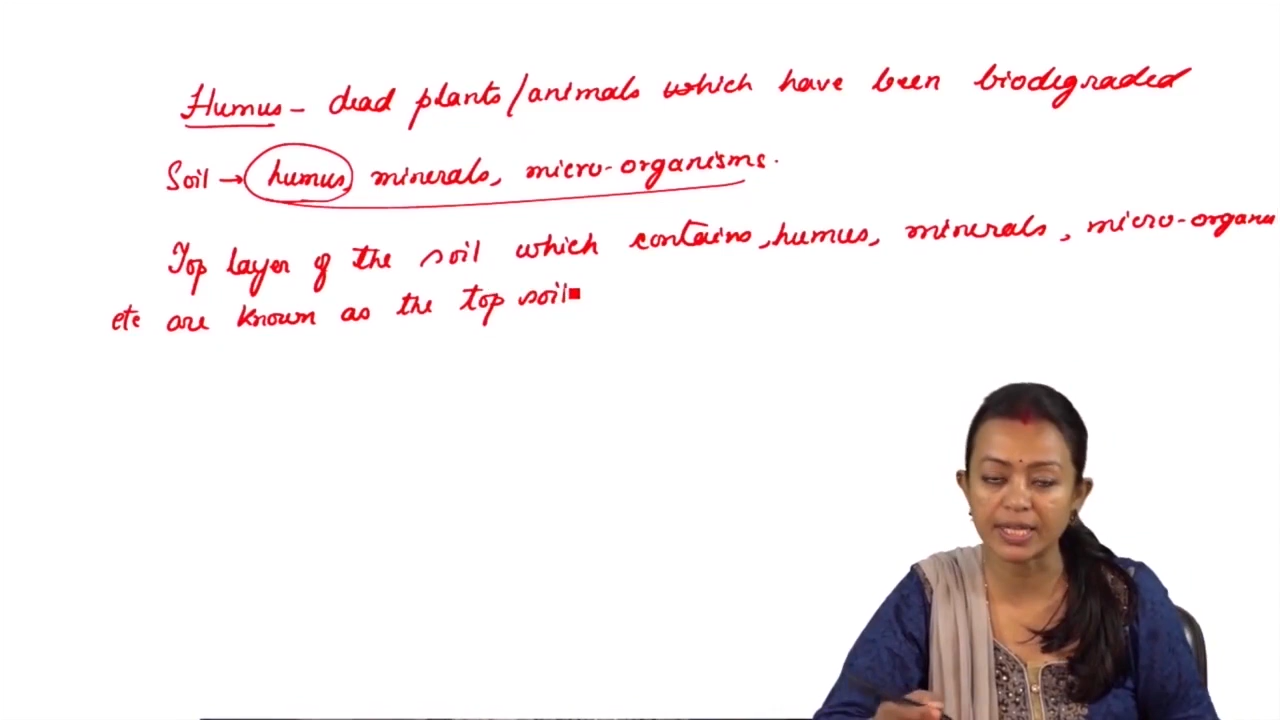 Humus - dead plants/animals which have been biodegraded
Soil → humus, minerals, micro-organisms.
Top layer of the soil which contains, humus, minerals, micro-organis
etc are known as the top soil